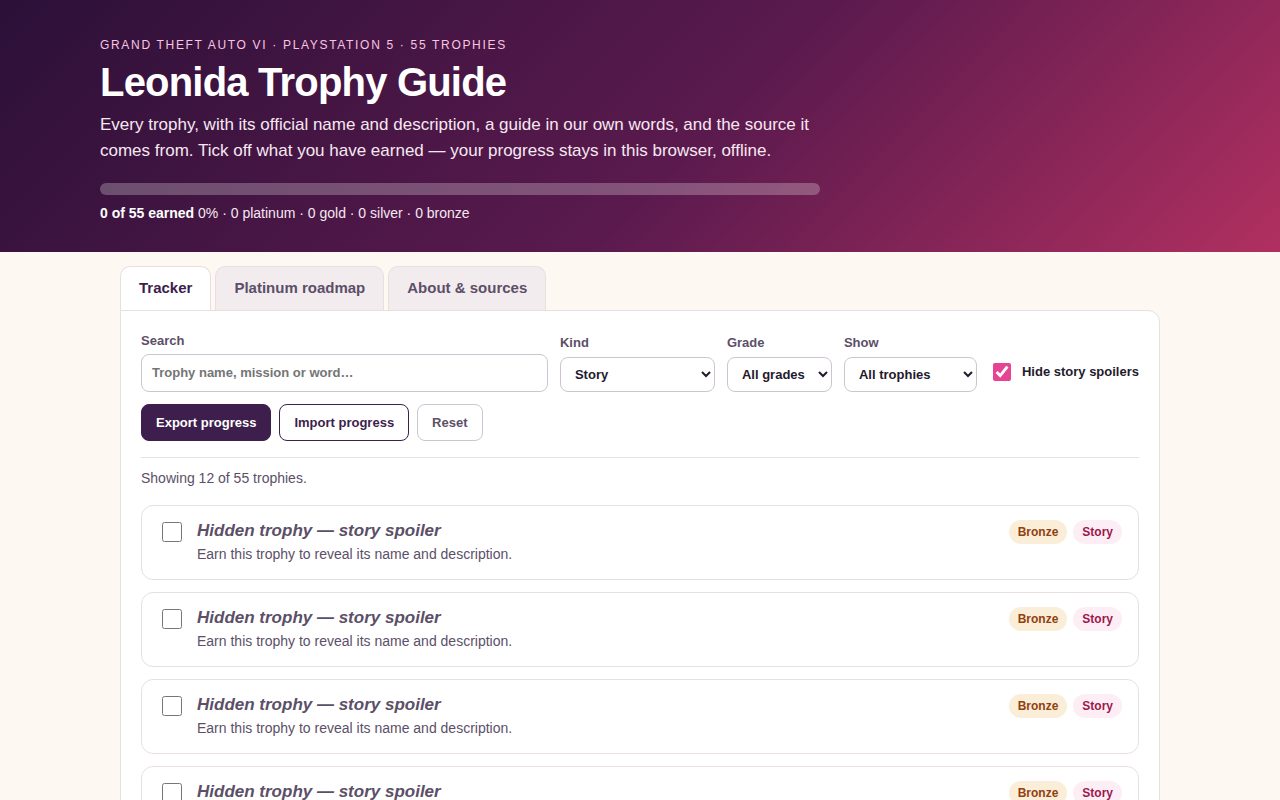 GRAND THEFT AUTO VI · PLAYSTATION 5 · 55 TROPHIES
Leonida Trophy Guide
Every trophy, with its official name and description, a guide in our own words, and the source it
comes from. Tick off what you have earned — your progress stays in this browser, offline.
0 of 55 earned 0% · 0 platinum · 0 gold · 0 silver · 0 bronze
Tracker Platinum roadmap About & sources
Search Kind Grade Show
Trophy name, mission or word… Story All grades All trophies Hide story spoilers
Export progress Import progress Reset
Showing 12 of 55 trophies.
Hidden trophy — story spoiler Bronze Story
Earn this trophy to reveal its name and description.
Hidden trophy — story spoiler Bronze Story
Earn this trophy to reveal its name and description.
Hidden trophy — story spoiler Bronze Story
Earn this trophy to reveal its name and description.
Hidden trophy — story spoiler Bronze Story